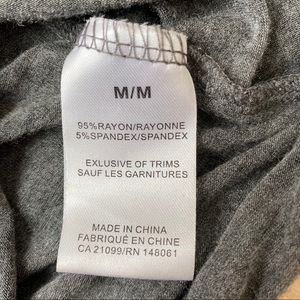 M/M
95%RAYON/RAYONNE
5%SPANDEX/SPANDEX
EXLUSIVE OF TRIMS
SAUF LES GARNITURES
MADE IN CHINA
FABRIQUÉ EN CHINE
CA 21099/RN 148061